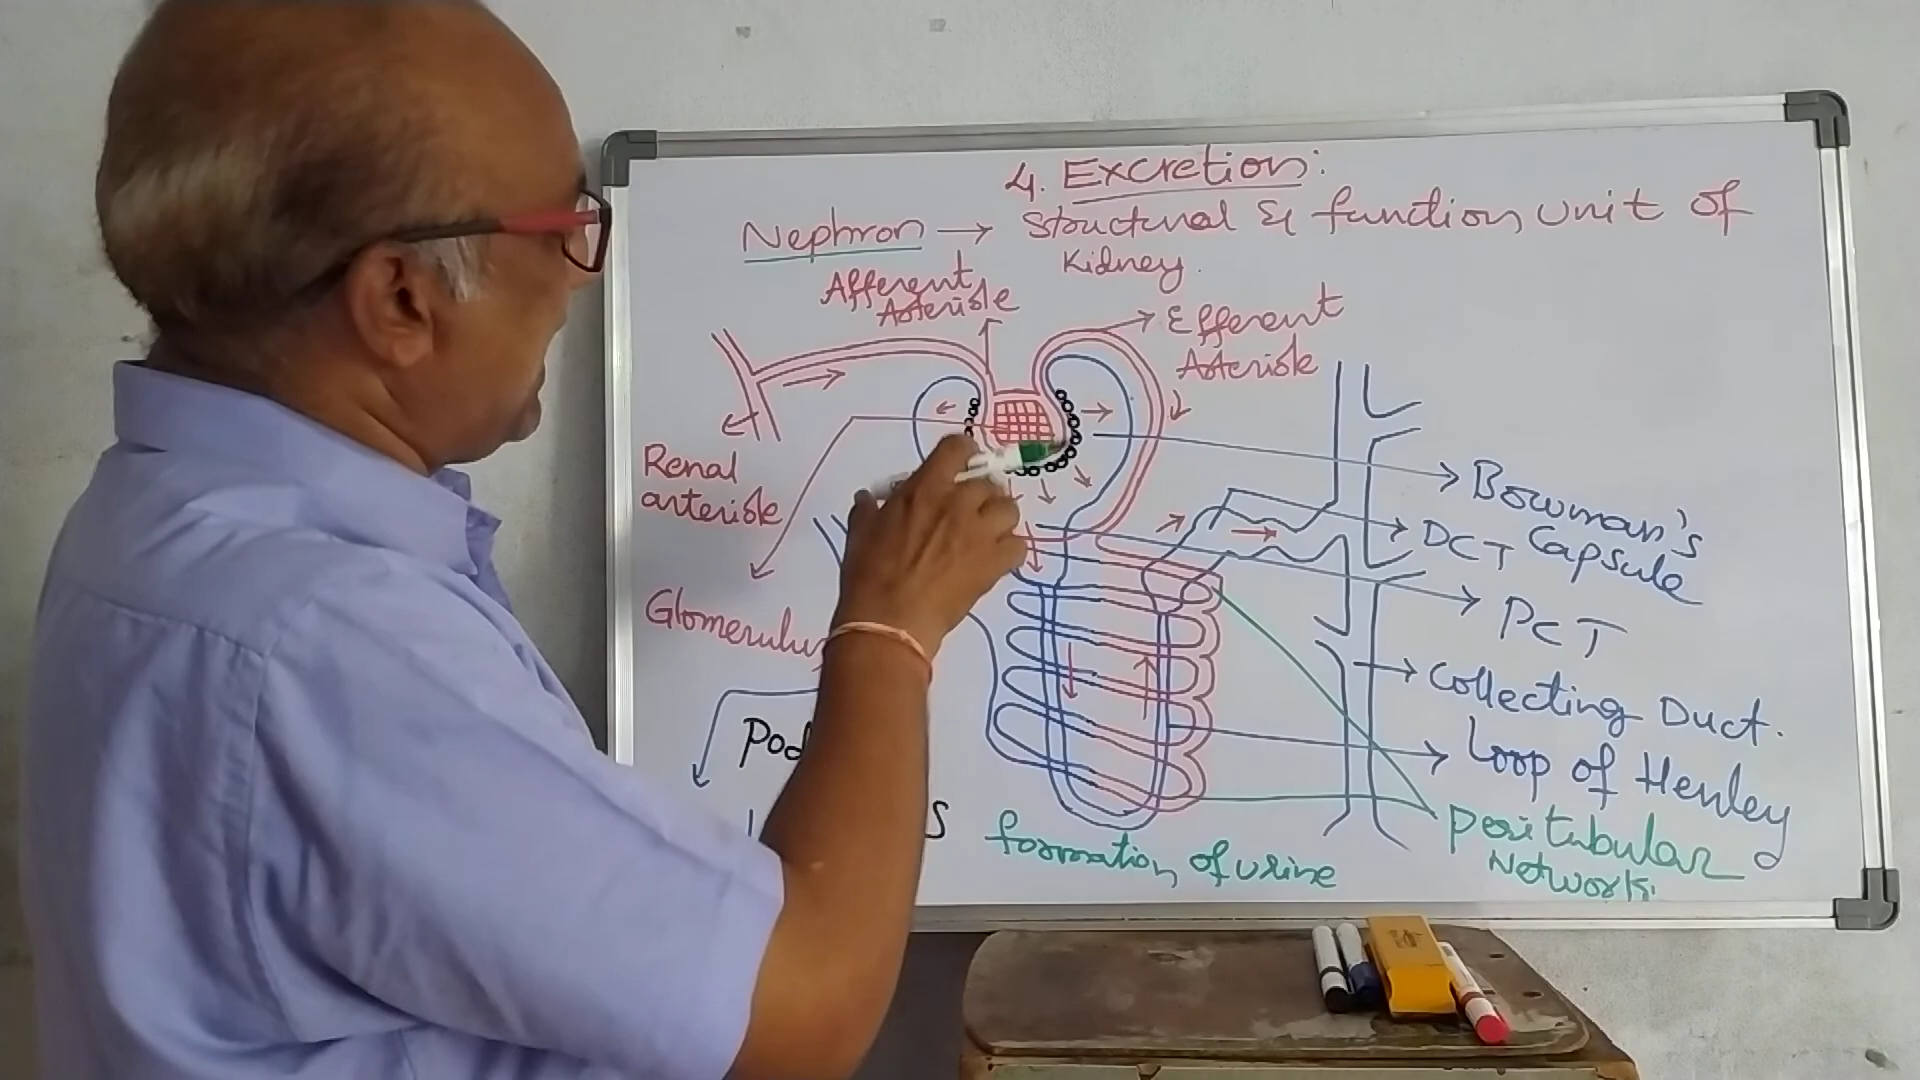 4. Excretion:
Nephron → Structural & function unit of
Kidney.
Afferent
Arteriole
Efferent
Arteriole
Renal
arteriole
Glomerulus
Bowman's
Capsule
DCT
PCT
Collecting Duct.
Loop of Henley
Peritubular
Network.
formation of urine